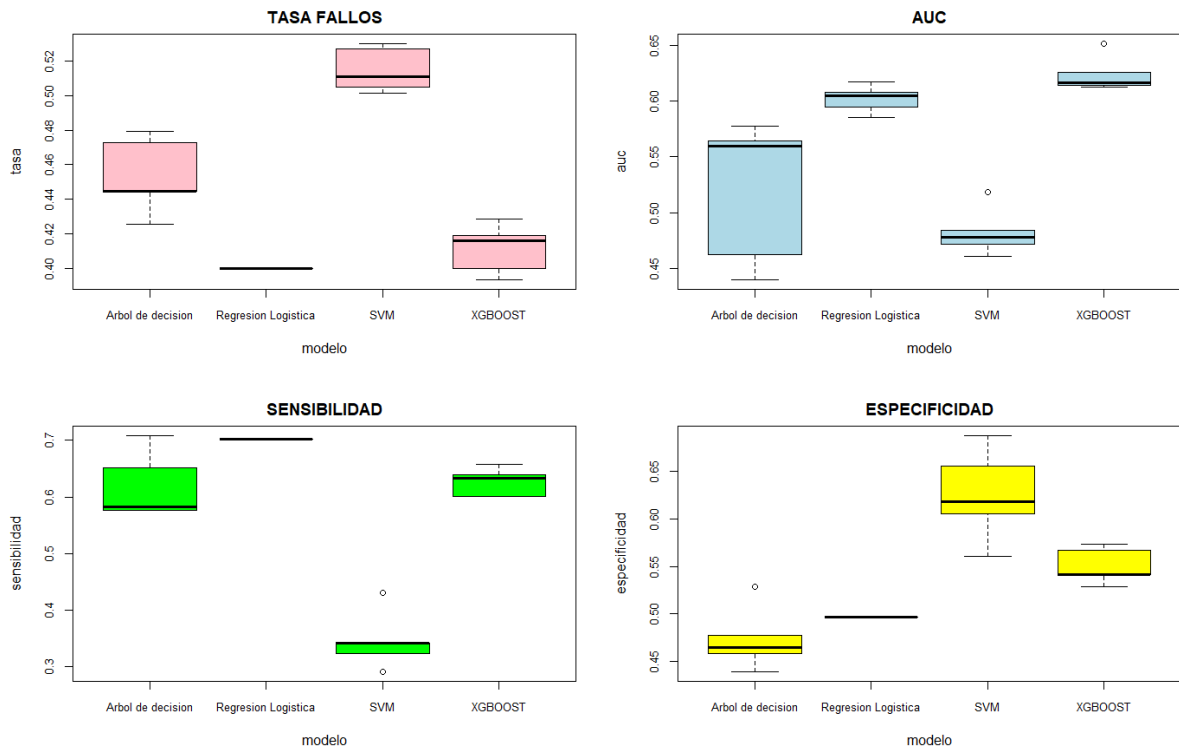 TASA FALLOS
tasa
0.52
0.50
0.48
0.46
0.44
0.42
0.40
Arbol de decision Regresion Logistica SVM XGBOOST
modelo
AUC
auc
0.65
0.60
0.55
0.50
0.45
Arbol de decision Regresion Logistica SVM XGBOOST
modelo
SENSIBILIDAD
sensibilidad
0.7
0.6
0.5
0.4
0.3
Arbol de decision Regresion Logistica SVM XGBOOST
modelo
ESPECIFICIDAD
especificidad
0.65
0.60
0.55
0.50
0.45
Arbol de decision Regresion Logistica SVM XGBOOST
modelo